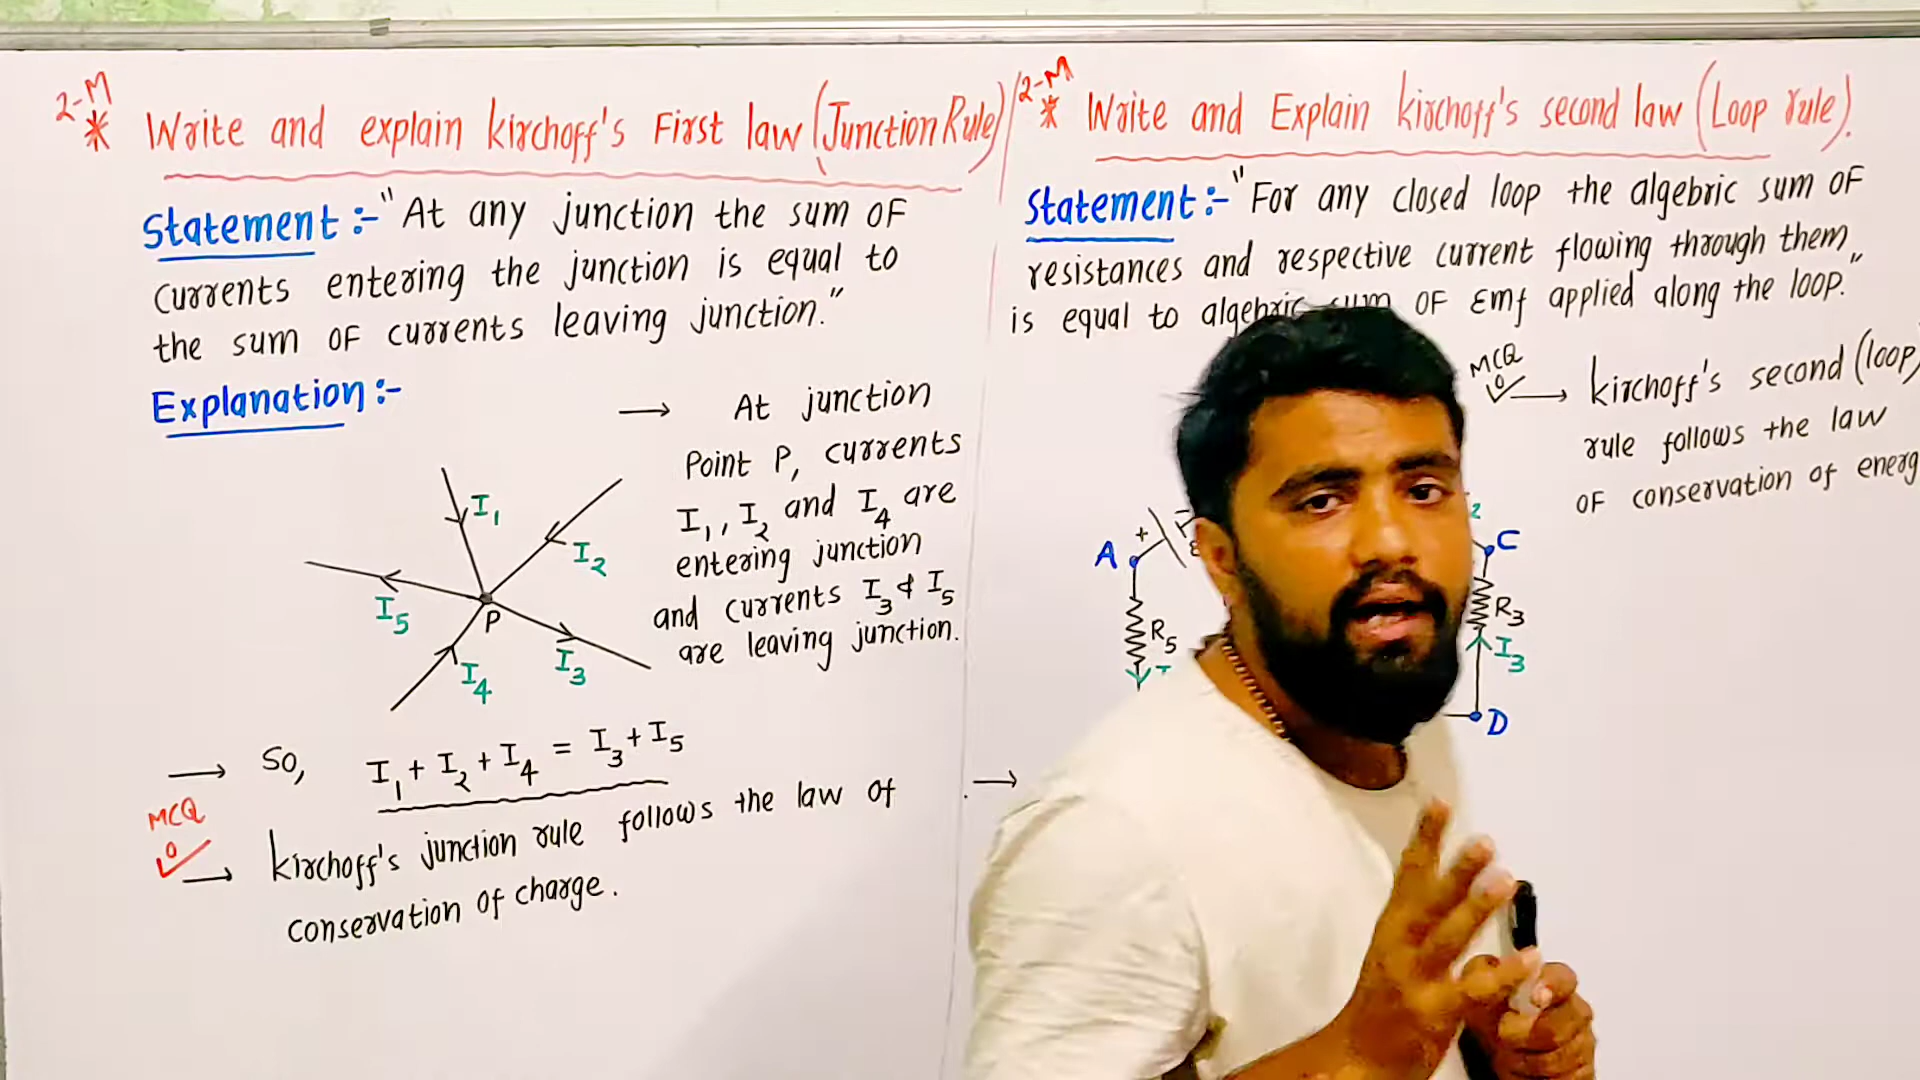 2-M
* Write and explain kirchoff's First law (Junction Rule)
Statement :- "At any junction the sum OF
currents entering the junction is equal to
the sum OF currents leaving junction."
Explanation :-
I1
I2
I5
P
I4
I3
→ At junction
Point P, currents
I1, I2 and I4 are
entering junction
and currents I3 & I5
are leaving junction.
→ So, I1 + I2 + I4 = I3 + I5
MCQ
→ kirchoff's junction rule follows the law of
conservation of charge.
2-M
* Write and Explain kirchoff's second law (Loop rule).
Statement :- "For any closed loop the algebric sum OF
resistances and respective current flowing through them
is equal to algebric sum OF Emf applied along the loop."
MCQ
→ kirchoff's second (loop)
rule follows the law
OF conservation of
A
+
C
R5
R3
I3
D
→